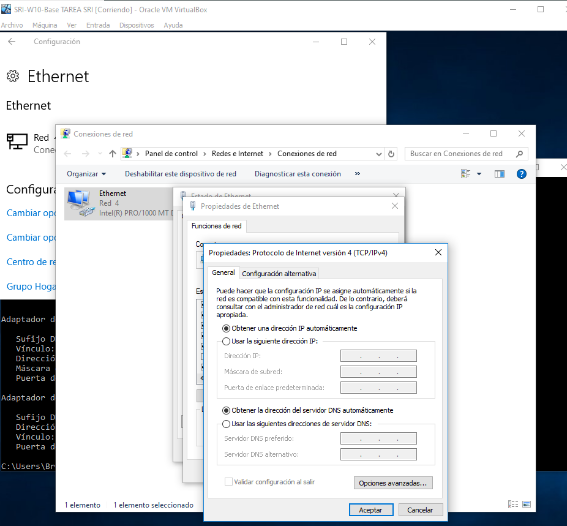 SRI-W10-Base TAREA SRI [Corriendo] - Oracle VM VirtualBox
Archivo Máquina Ver Entrada Dispositivos Ayuda
Configuración
Ethernet
Ethernet
Red 4
Configura
Cambiar opc
Cambiar opc
Centro de re
Grupo Hoga
Conexiones de red
Panel de control > Redes e Internet > Conexiones de red
Buscar en Conexiones de red
Organizar
Deshabilitar este dispositivo de red
Diagnosticar esta conexión
»
Ethernet
Red 4
Intel(R) PRO/1000 MT
Estado de Ethernet
Propiedades de Ethernet
Funciones de red
Propiedades: Protocolo de Internet versión 4 (TCP/IPv4)
General
Configuración alternativa
Puede hacer que la configuración IP se asigne automáticamente si la
red es compatible con esta funcionalidad. De lo contrario, deberá
consultar con el administrador de red cuál es la configuración IP
apropiada.
Obtener una dirección IP automáticamente
Usar la siguiente dirección IP:
Dirección IP:
Máscara de subred:
Puerta de enlace predeterminada:
Obtener la dirección del servidor DNS automáticamente
Usar las siguientes direcciones de servidor DNS:
Servidor DNS preferido:
Servidor DNS alternativo:
Validar configuración al salir
Opciones avanzadas...
Aceptar
Cancelar
Adaptador d
Sufijo D
Vínculo:
Direcció
Máscara
Puerta d
Adaptador d
Sufijo D
Direcció
Vínculo:
Puerta d
C:\Users\Br
1 elemento
1 elemento seleccionado